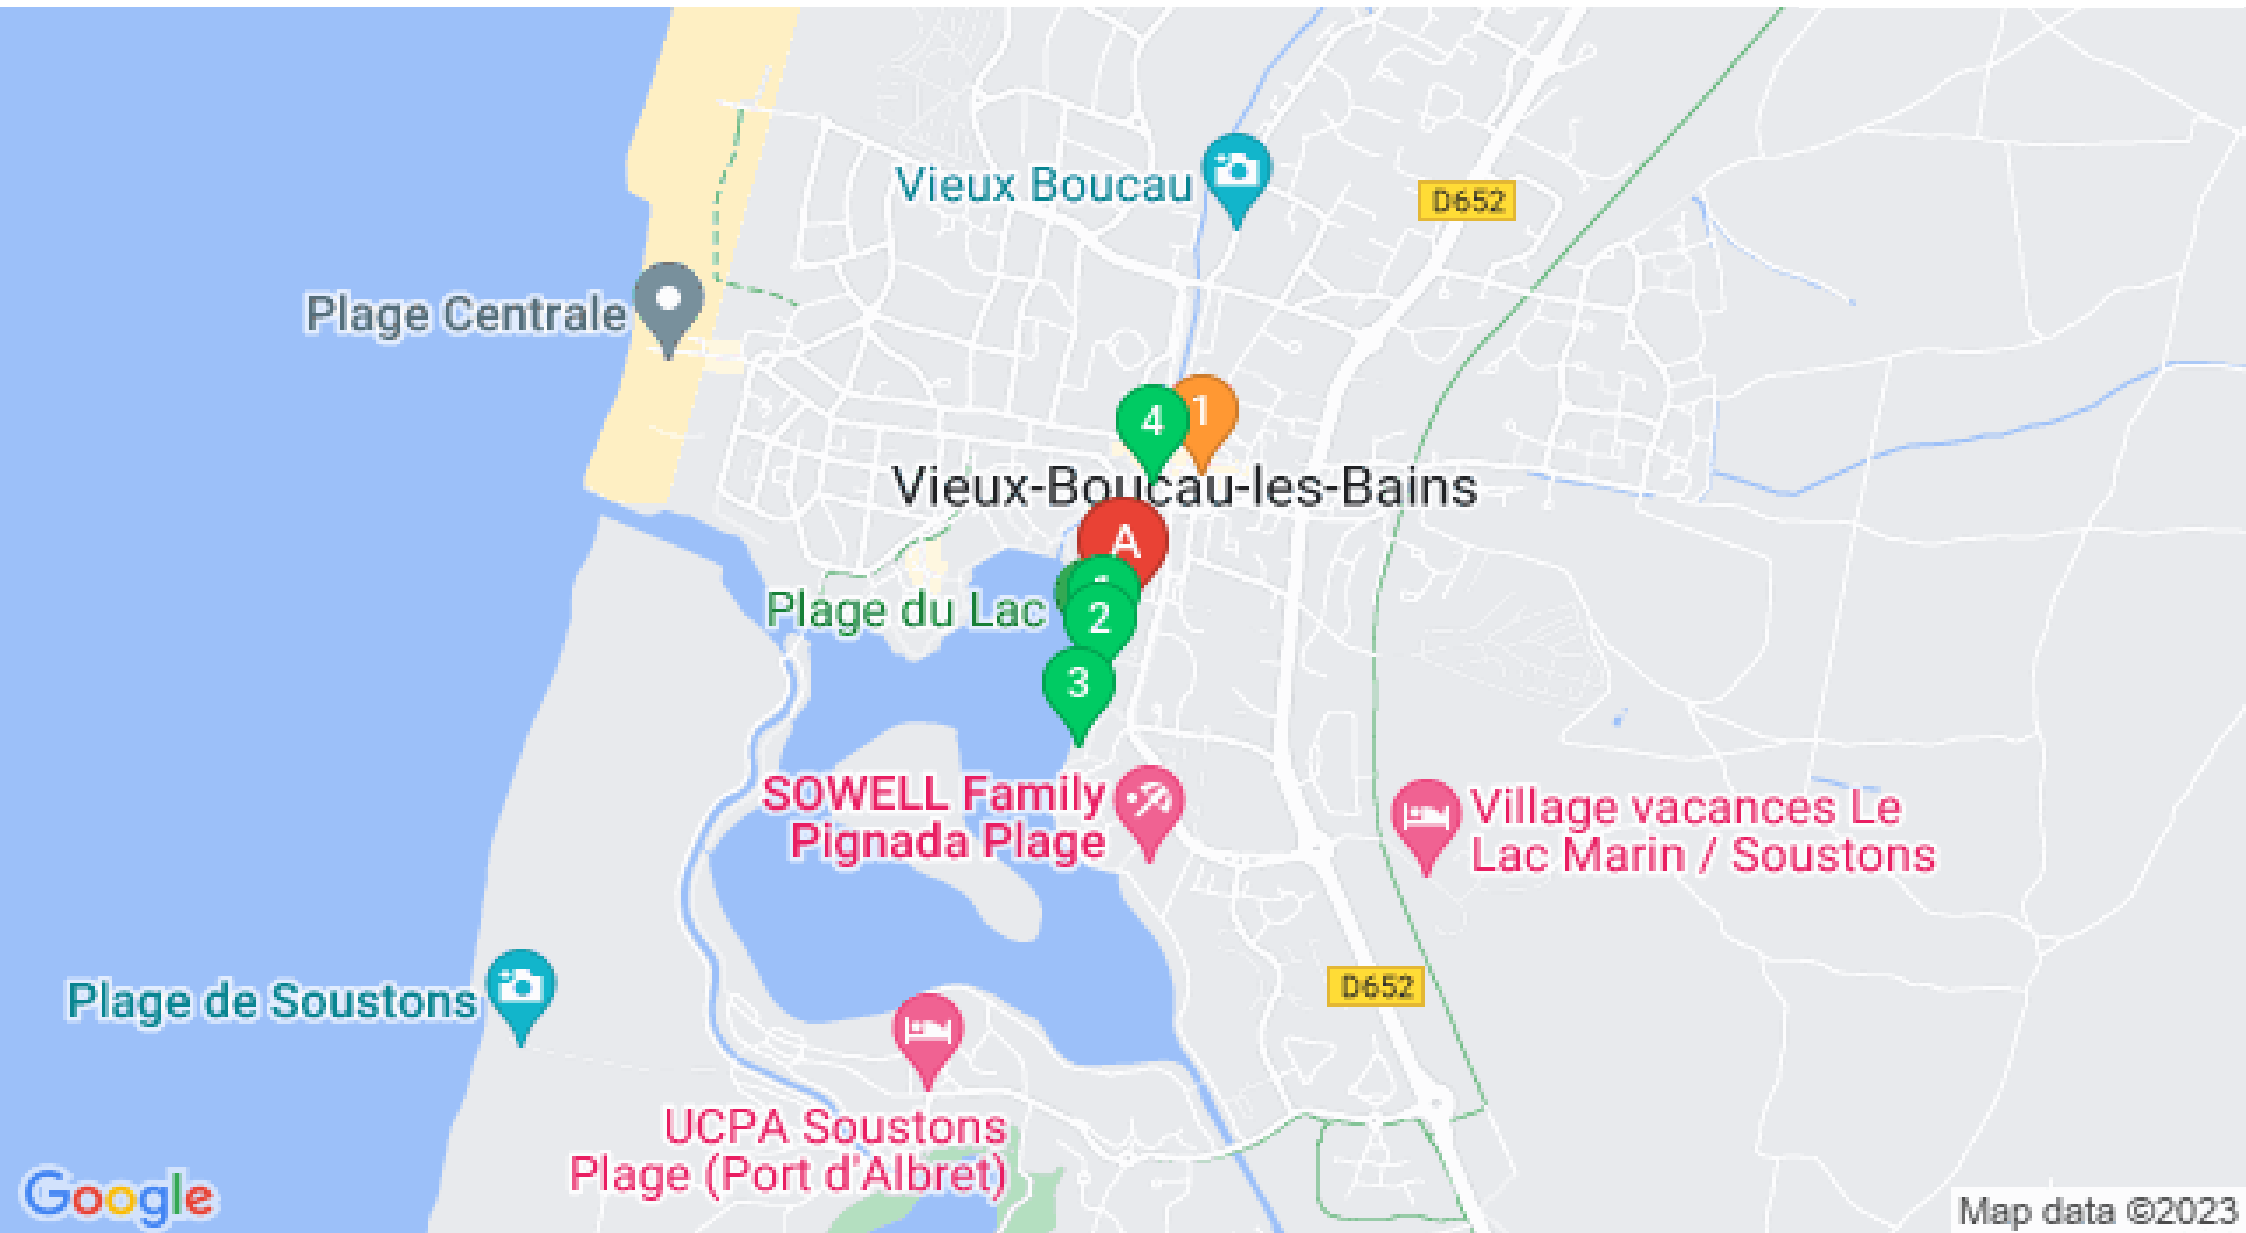 Vieux Boucau
D652
Plage Centrale
4
1
Vieux-Boucau-les-Bains
A
Plage du Lac
2
3
SOWELL Family
Pignada Plage
Village vacances Le
Lac Marin / Soustons
Plage de Soustons
D652
UCPA Soustons
Plage (Port d'Albret)
Google
Map data ©2023